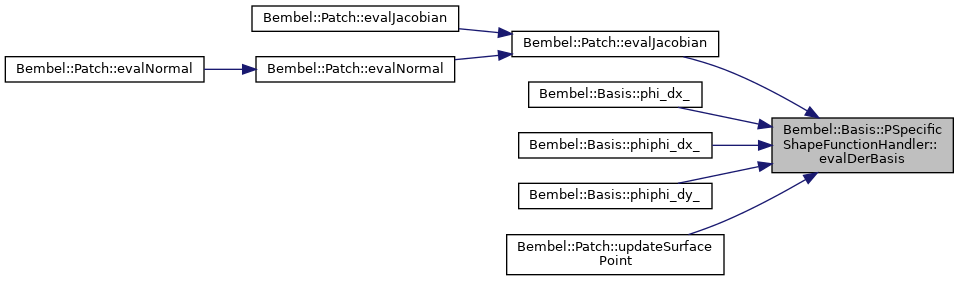 Bembel::Patch::evalJacobian
Bembel::Patch::evalJacobian
Bembel::Patch::evalNormal
Bembel::Patch::evalNormal
Bembel::Basis::phi_dx_
Bembel::Basis::PSpecific
ShapeFunctionHandler::
evalDerBasis
Bembel::Basis::phiphi_dx_
Bembel::Basis::phiphi_dy_
Bembel::Patch::updateSurface
Point